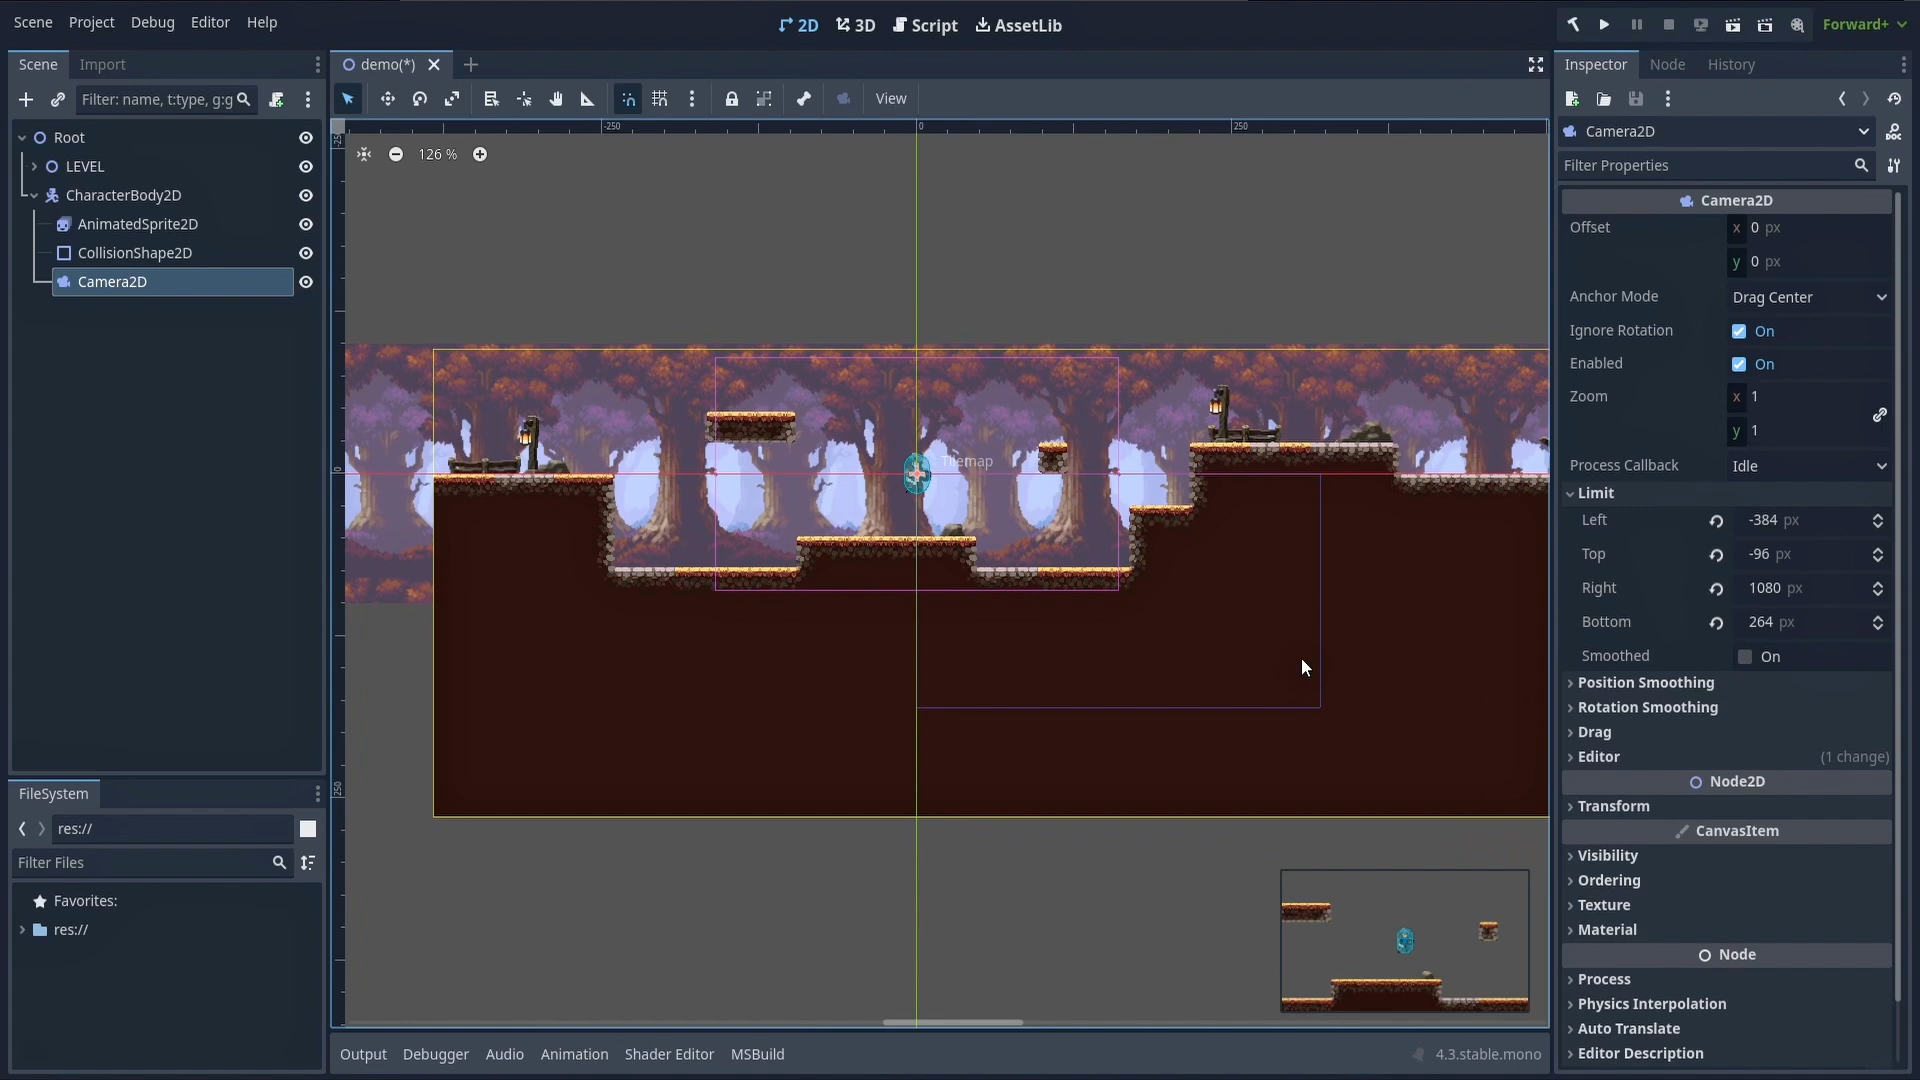 Scene Project Debug Editor Help
2D 3D Script AssetLib
Forward+
Scene Import
Filter: name, t:type, g:g
Root
LEVEL
CharacterBody2D
AnimatedSprite2D
CollisionShape2D
Camera2D
FileSystem
res://
Filter Files
Favorites:
res://
demo(*)
View
-250 0 250
126 %
0
250
Tilemap
Output Debugger Audio Animation Shader Editor MSBuild 4.3.stable.mono
Inspector Node History
Camera2D
Filter Properties
Camera2D
Offset x 0 px
y 0 px
Anchor Mode Drag Center
Ignore Rotation On
Enabled On
Zoom x 1
y 1
Process Callback Idle
Limit
Left -384 px
Top -96 px
Right 1080 px
Bottom 264 px
Smoothed On
Position Smoothing
Rotation Smoothing
Drag
Editor (1 change)
Node2D
Transform
CanvasItem
Visibility
Ordering
Texture
Material
Node
Process
Physics Interpolation
Auto Translate
Editor Description